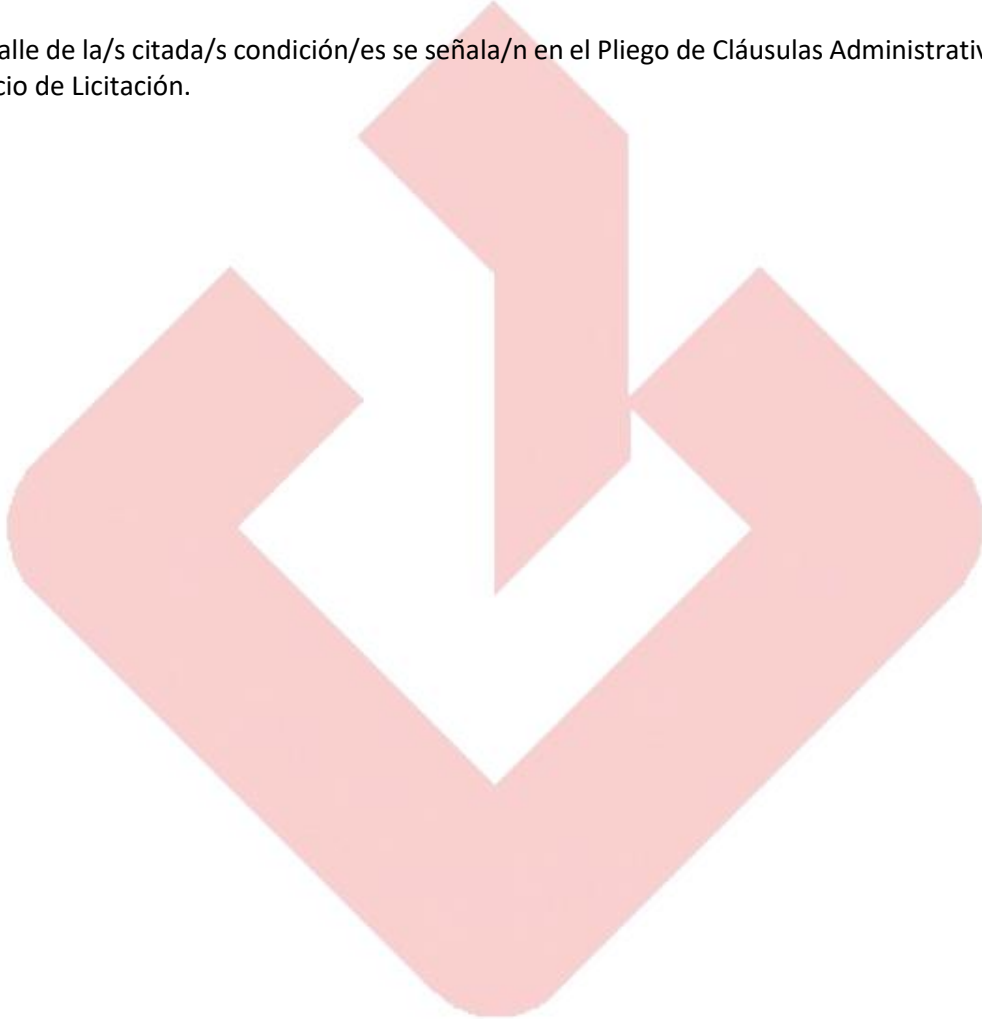 alle de la/s citada/s condición/es se señala/n en el Pliego de Cláusulas Administrativ
cio de Licitación.